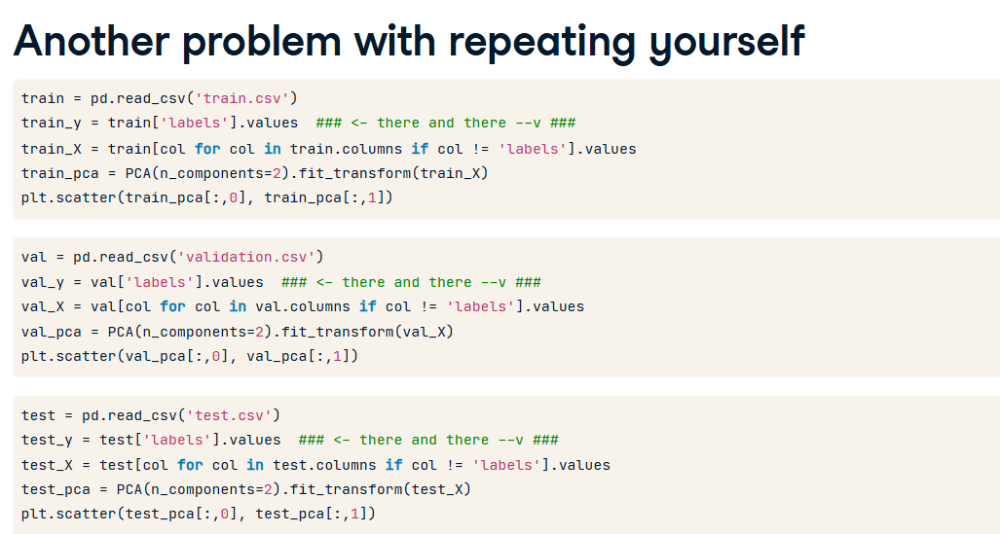 Another problem with repeating yourself
train = pd.read_csv('train.csv')
train_y = train['labels'].values  ### <- there and there --v ###
train_X = train[col for col in train.columns if col != 'labels'].values
train_pca = PCA(n_components=2).fit_transform(train_X)
plt.scatter(train_pca[:,0], train_pca[:,1])
val = pd.read_csv('validation.csv')
val_y = val['labels'].values  ### <- there and there --v ###
val_X = val[col for col in val.columns if col != 'labels'].values
val_pca = PCA(n_components=2).fit_transform(val_X)
plt.scatter(val_pca[:,0], val_pca[:,1])
test = pd.read_csv('test.csv')
test_y = test['labels'].values  ### <- there and there --v ###
test_X = test[col for col in test.columns if col != 'labels'].values
test_pca = PCA(n_components=2).fit_transform(test_X)
plt.scatter(test_pca[:,0], test_pca[:,1])